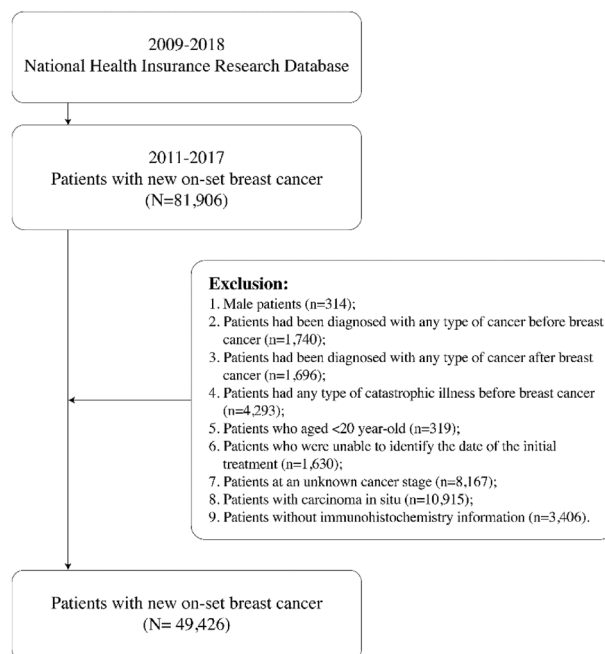 2009-2018
National Health Insurance Research Database
2011-2017
Patients with new on-set breast cancer
(N=81,906)
Exclusion:
1. Male patients (n=314);
2. Patients had been diagnosed with any type of cancer before breast
cancer (n=1,740);
3. Patients had been diagnosed with any type of cancer after breast
cancer (n=1,696);
4. Patients had any type of catastrophic illness before breast cancer
(n=4,293);
5. Patients who aged <20 year-old (n=319);
6. Patients who were unable to identify the date of the initial
treatment (n=1,630);
7. Patients at an unknown cancer stage (n=8,167);
8. Patients with carcinoma in situ (n=10,915);
9. Patients without immunohistochemistry information (n=3,406).
Patients with new on-set breast cancer
(N= 49,426)